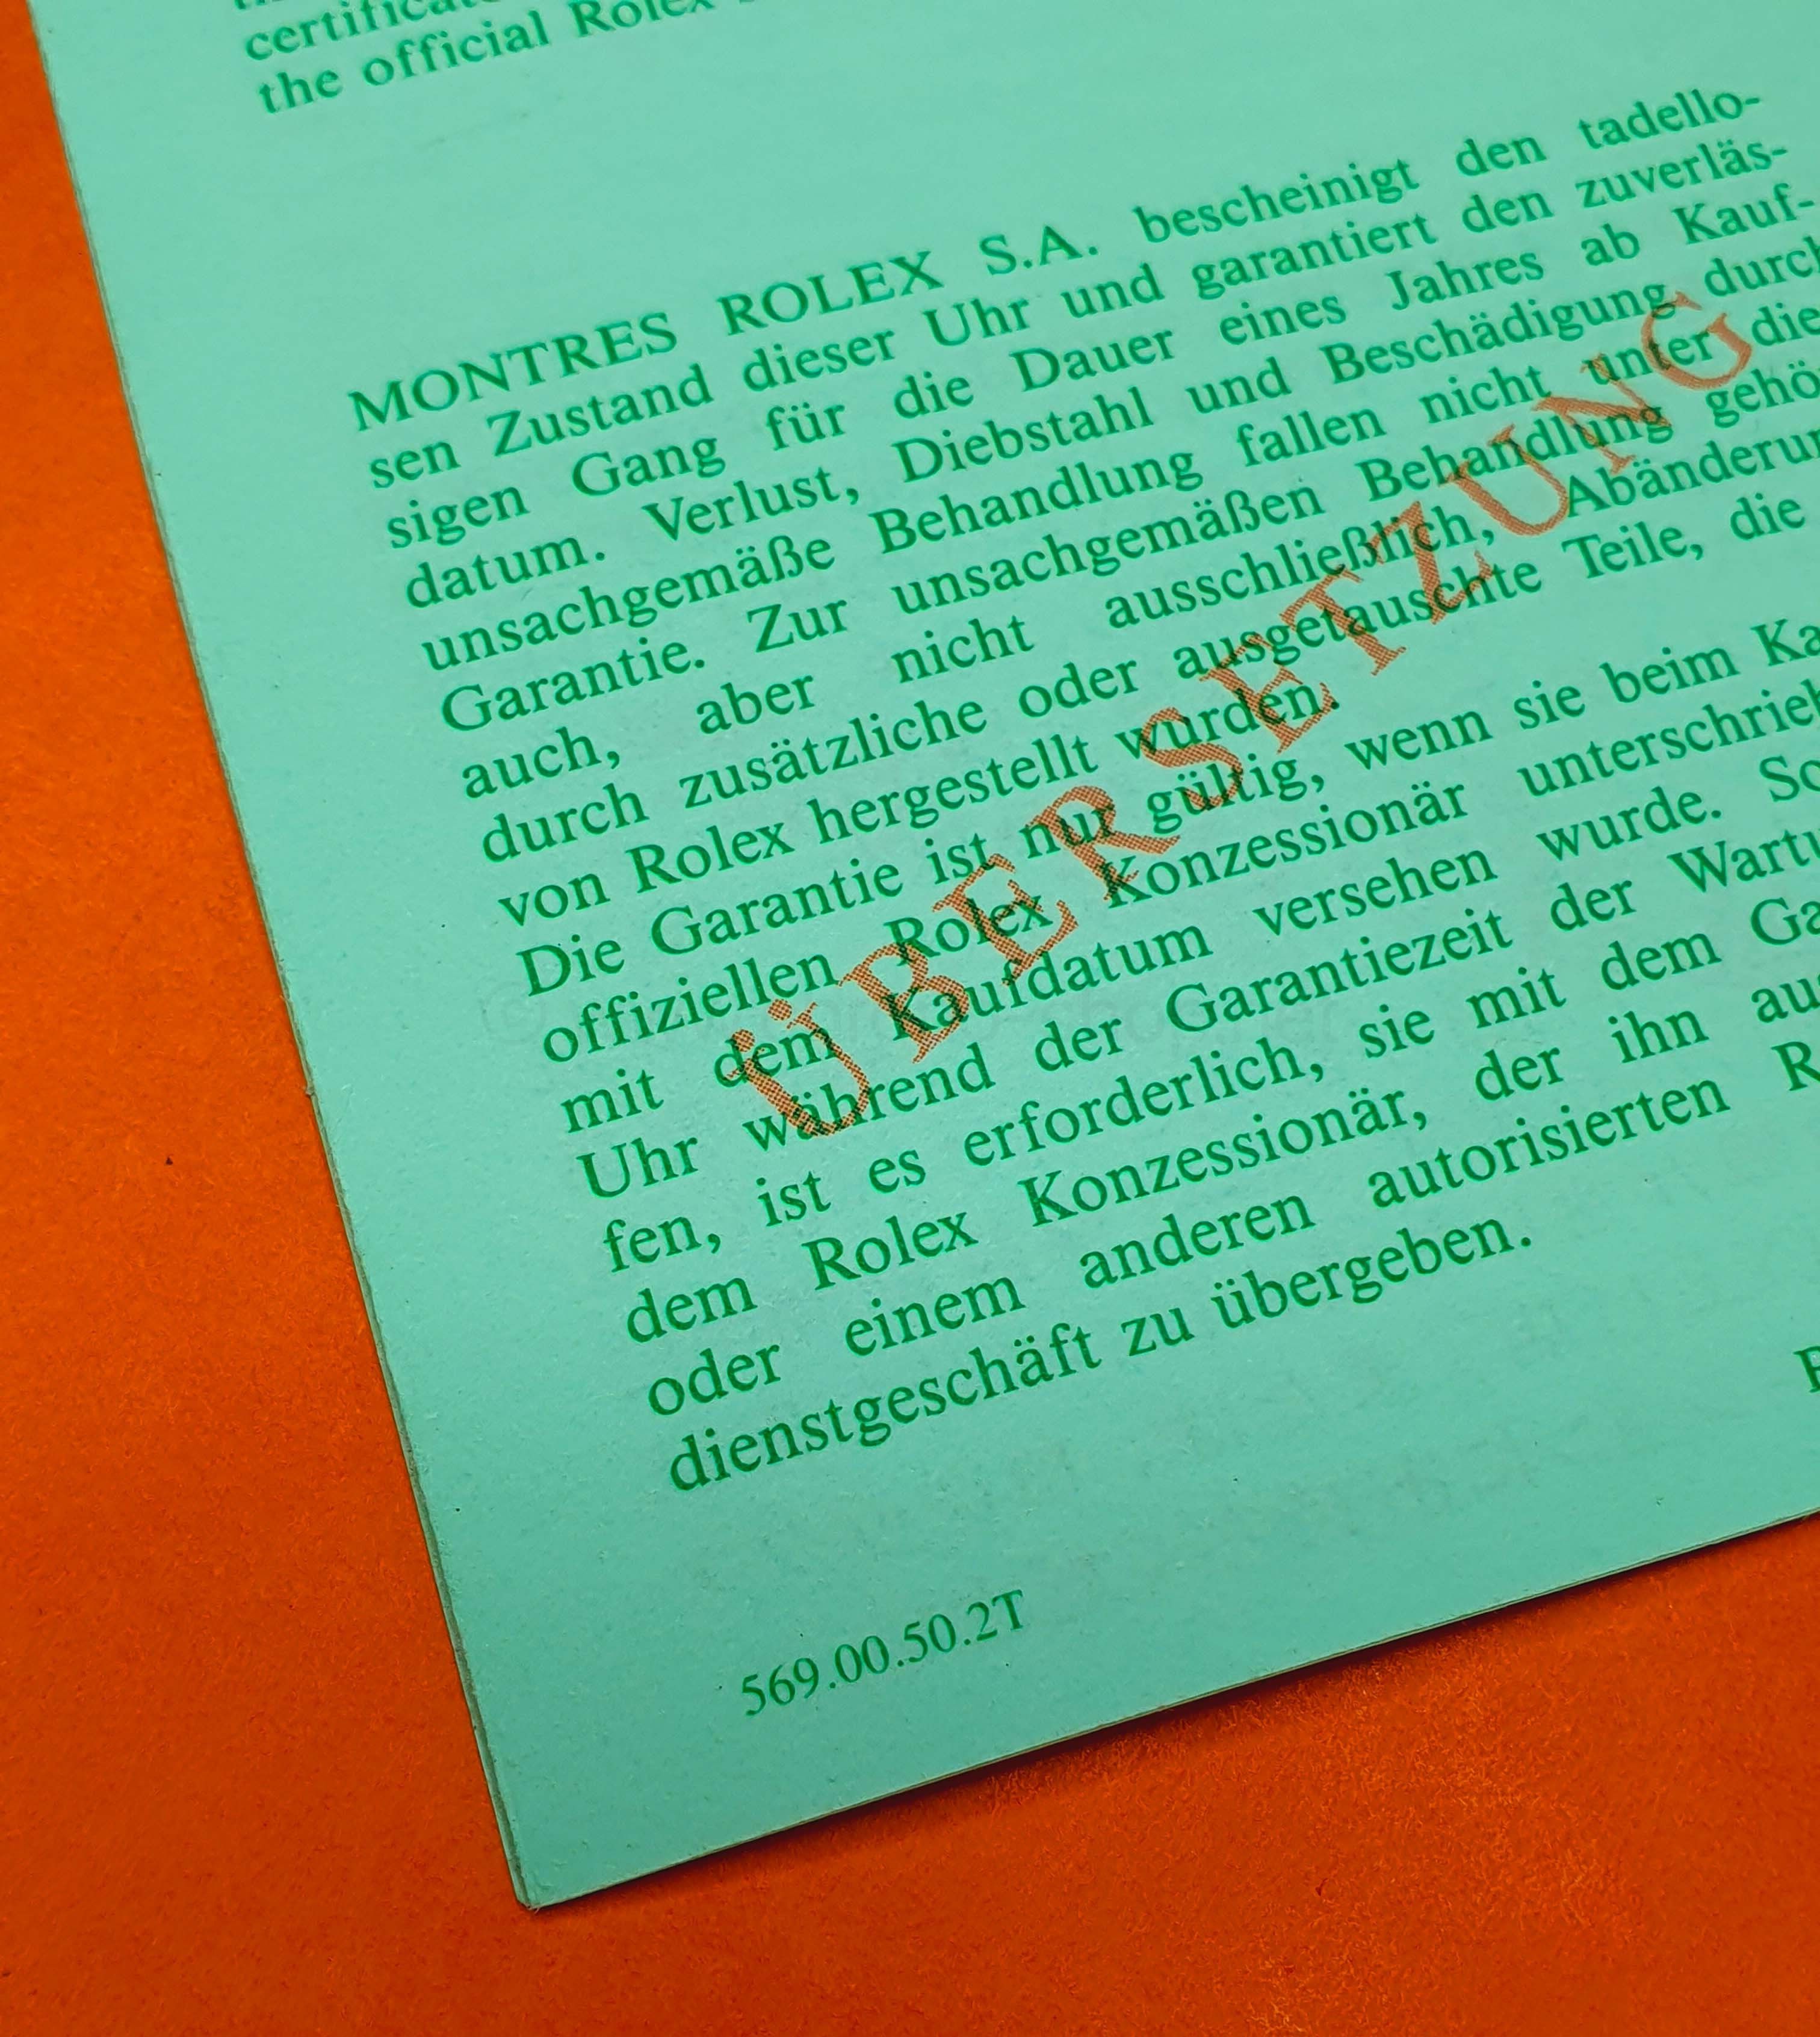 the official Rolex
MONTRES ROLEX S.A. bescheinigt den tadello-
sen Zustand dieser Uhr und garantiert den zuverläs-
sigen Gang für die Dauer eines Jahres ab Kauf-
datum. Verlust, Diebstahl und Beschädigung durch
unsachgemäße Behandlung fallen nicht unter die
Garantie. Zur unsachgemäßen Behandlung gehö
auch, aber nicht ausschließlich, Abänderun
durch zusätzliche oder ausgetauschte Teile, die
von Rolex hergestellt wurden.
Die Garantie ist nur gültig, wenn sie beim Ka
offiziellen Rolex Konzessionär unterschrieb
mit dem Kaufdatum versehen wurde. So
Uhr während der Garantiezeit der Wartu
fen, ist es erforderlich, sie mit dem Ga
dem Rolex Konzessionär, der ihn au
oder einem anderen autorisierten R
dienstgeschäft zu übergeben.
ÜBERSETZUNG
569.00.50.2T